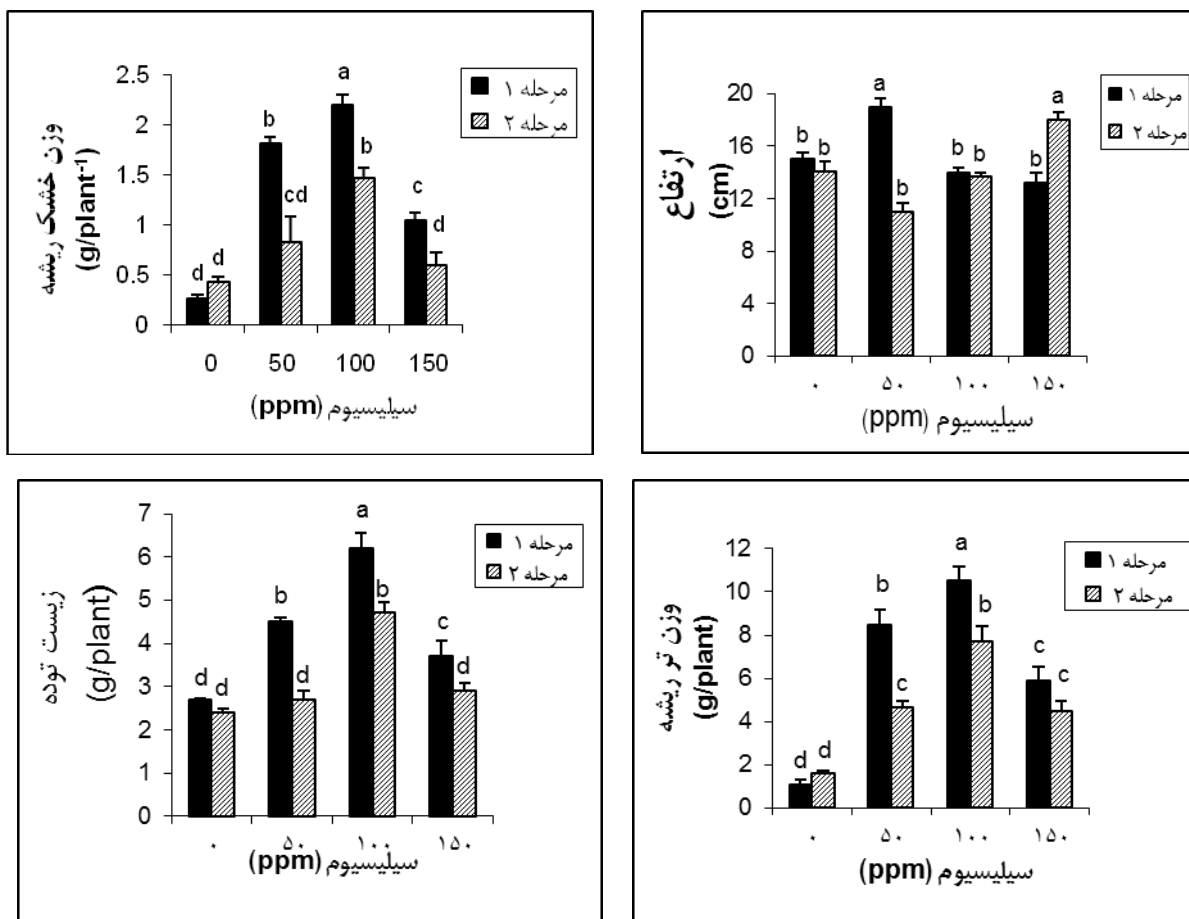 وزن خشک ریشه
(g/plant⁻¹)
2.5
2
1.5
1
0.5
0
a
b
b
cd
c
d
d
d
مرحله ۱
مرحله ۲
0 50 100 150
سیلیسیوم (ppm)
ارتفاع
(cm)
20
16
12
8
4
0
b b
a
b
b b
b
a
مرحله ۱
مرحله ۲
۰ ۵۰ ۱۰۰ ۱۵۰
سیلیسیوم (ppm)
زیست توده
(g/plant)
7
6
5
4
3
2
1
0
d d
b
d
a
b
c
d
مرحله ۱
مرحله ۲
۰ ۵۰ ۱۰۰ ۱۵۰
سیلیسیوم (ppm)
وزن تر ریشه
(g/plant)
12
10
8
6
4
2
0
d d
b
c
a
b
c
c
مرحله ۱
مرحله ۲
۰ ۵۰ ۱۰۰ ۱۵۰
سیلیسیوم (ppm)